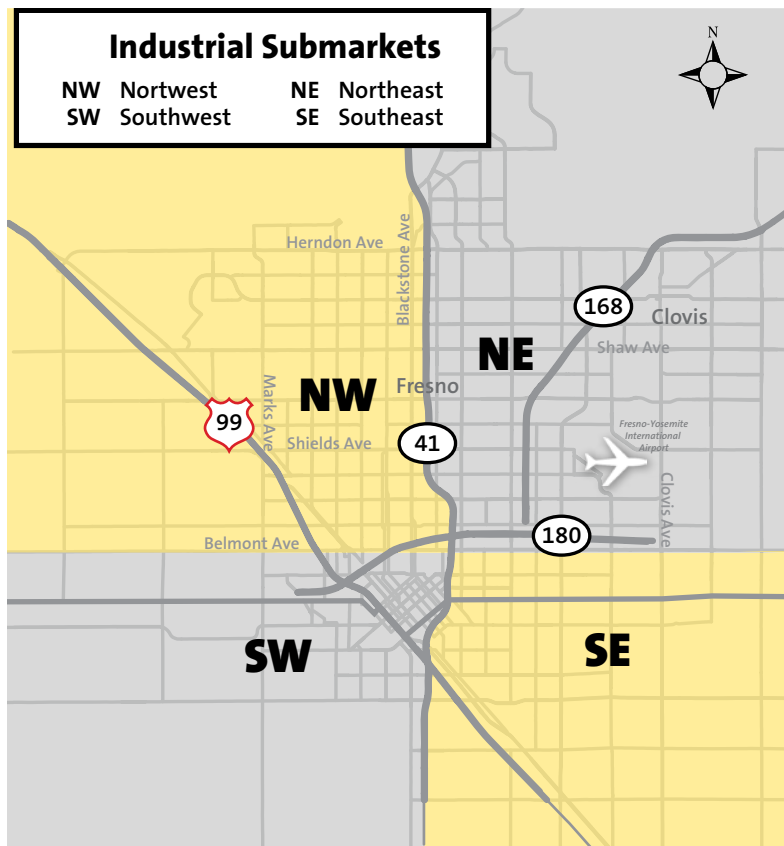 Industrial Submarkets
NW Nortwest NE Northeast
SW Southwest SE Southeast
N
Herndon Ave
Blackstone Ave
168
Clovis
Shaw Ave
NE
NW
Fresno
Marks Ave
99
Shields Ave
41
Fresno-Yosemite
International
Airport
Clovis Ave
Belmont Ave
180
SW
SE